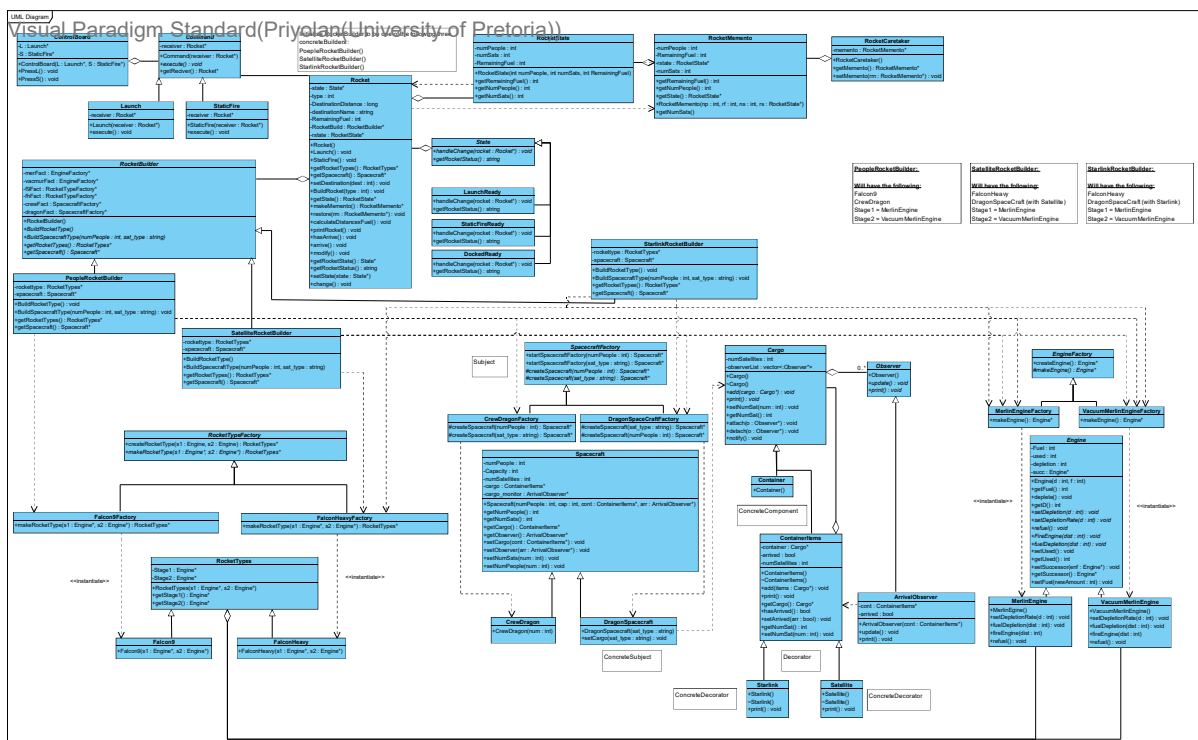 UML Diagram
Visual Paradigm Standard(Priyolan(University of Pretoria))
ControlBoard
-L : Launch*
-S : StaticFire*
+ControlBoard(L : Launch*, S : StaticFire*)
+PressL() : void
+PressS() : void
Command
-receiver : Rocket*
+Command(receiver : Rocket*)
+execute() : void
+getReciver() : Rocket*
concreteBuilders:
PoepleRocketBuilder()
SatelliteRocketBuilder()
StarlinkRocketBuilder()
RocketState
-numPeople : int
-numSats : int
-RemainingFuel : int
+RocketState(int numPeople, int numSats, int RemainingFuel)
+getRemainingFuel() : int
+getNumPeople() : int
+getNumSats() : int
RocketMemento
-numPeople : int
-RemainingFuel : int
-rstate : RocketState*
-numSats : int
+getRemainingFuel() : int
+getNumPeople() : int
+getState() : RocketState*
+RocketMemento(np : int, rf : int, ns : int, rs : RocketState*)
+getNumSats()
RocketCaretaker
-memento : RocketMemento*
+RocketCaretaker()
+getMemento() : RocketMemento*
+setMemento(rm : RocketMemento*) : void
Launch
-receiver : Rocket*
+Launch(receiver : Rocket*)
+execute() : void
StaticFire
-receiver : Rocket*
+StaticFire(receiver : Rocket*)
+execute() : void
Rocket
-state : State*
-type : int
-DestinationDistance : long
-destinationName : string
-RemainingFuel : int
-RocketBuild : RocketBuilder*
-rstate : RocketState*
+Rocket()
+Launch() : void
+StaticFire() : void
+getRocketTypes() : RocketTypes*
+getSpacecraft() : Spacecraft*
+setDestination(dest : int) : void
+BuildRocket(type : int) : void
+getState() : Rocket*
+makeMemento() : RocketMemento*
+restore(rm : RocketMemento*) : void
+calculateDistancesFuel() : void
+printRocket() : void
+hasArrive() : void
+arrive() : void
+modify() : void
+getRocketState() : State*
+getRocketStatus() : string
+setState(state : State*)
+change() : void
State
+handleChange(rocket : Rocket*) : void
+getRocketStatus() : string
LaunchReady
+handleChange(rocket : Rocket*) : void
+getRocketStatus() : string
StaticFireReady
+handleChange(rocket : Rocket*) : void
+getRocketStatus() : string
DockedReady
+handleChange(rocket : Rocket*) : void
+getRocketStatus() : string
RocketBuilder
-merFact : EngineFactory*
-vacmurFact : EngineFactory*
-f9Fact : RocketTypeFactory*
-fhFact : RocketTypeFactory*
-crewFact : SpacecraftFactory*
-dragonFact : SpacecraftFactory*
+RocketBuilder()
+BuildRocketType()
+BuildSpacecraftType(numPeople : int, sat_type : string)
+getRocketTypes() : RocketTypes*
+getSpacecraft() : Spacecraft*
PeopleRocketBuilder:
Will have the following:
Falcon9
CrewDragon
Stage1 = MerlinEngine
Stage2 = VacuumMerlinEngine
SatelliteRocketBuilder:
Will have the following:
FalconHeavy
DragonSpaceCraft (with Satellite)
Stage1 = MerlinEngine
Stage2 = VacuumMerlinEngine
StarlinkRocketBuilder:
Will have the following:
FalconHeavy
DragonSpaceCraft (with Starlink)
Stage1 = MerlinEngine
Stage2 = VacuumMerlinEngine
PeopleRocketBuilder
-rockettype : RocketTypes*
-spacecraft : Spacecraft*
+BuildRocketType() : void
+BuildSpacecraftType(numPeople : int, sat_type : string) : void
+getRocketTypes() : RocketTypes*
+getSpacecraft() : Spacecraft*
StarlinkRocketBuilder
-rockettype : RocketTypes*
-spacecraft : Spacecraft*
+BuildRocketType() : void
+BuildSpacecraftType(numPeople : int, sat_type : string) : void
+getRocketTypes() : RocketTypes*
+getSpacecraft() : Spacecraft*
SatelliteRocketBuilder
-rockettype : RocketTypes*
-spacecraft : Spacecraft*
+BuildRocketType()
+BuildSpacecraftType(numPeople : int, sat_type : string)
+getRocketTypes() : RocketTypes*
+getSpacecraft() : Spacecraft*
Subject
SpacecraftFactory
+startSpacecraftFactory(numPeople : int) : Spacecraft*
+startSpacecraftFactory(sat_type : string) : Spacecraft*
#createSpacecraft(numPeople : int) : Spacecraft*
#createSpacecraft(sat_type : string) : Spacecraft*
Cargo
-numSatellites : int
-observerList : vector<Observer*>
+Cargo()
~Cargo()
+add(cargo : Cargo*) : void
+print() : void
+setNumSat(num : int) : void
+getNumSat() : int
+attach(o : Observer*) : void
+detach(o : Observer*) : void
+notify() : void
0..*
Observer
+Observer()
+update() : void
+print() : void
EngineFactory
+createEngine() : Engine*
#makeEngine() : Engine*
CrewDragonFactory
#createSpacecraft(numPeople : int) : Spacecraft*
#createSpacecraft(sat_type : string) : Spacecraft*
DragonSpaceCraftFactory
#createSpacecraft(sat_type : string) : Spacecraft*
#createSpacecraft(numPeople : int) : Spacecraft*
MerlinEngineFactory
+makeEngine() : Engine*
VacuumMerlinEngineFactory
+makeEngine() : Engine*
RocketTypeFactory
+createRocketType(s1 : Engine, s2 : Engine) : RocketTypes*
+makeRocketType(s1 : Engine*, s2 : Engine*) : RocketTypes*
Spacecraft
-numPeople : int
-Capacity : int
-numSatellites : int
-cargo : ContainerItems*
-cargo_monitor : ArrivalObserver*
+Spacecraft(numPeople : int, cap : int, cont : ContainerItems*, arr : ArrivalObserver*)
+getNumPeople() : int
+getNumSats() : int
+getCargo() : ContainerItems*
+getObserver() : ArrivalObserver*
+setCargo(cont : ContainerItems*) : void
+setObserver(arr : ArrivalObserver*) : void
+setNumSats(num : int) : void
+setNumPeople(num : int) : void
Container
+Container()
ConcreteComponent
Engine
-Fuel : int
-used : int
-depletion : int
-succ : Engine*
+Engine(d : int, f : int)
+getFuel() : int
+deplete() : void
+getD() : int
+setDepletion(d : int) : void
+setDepletionRate(d : int) : void
+refuel() : void
+FireEngine(dist : int) : void
+fuelDepletion(dist : int) : void
+setUsed() : void
+getUsed() : int
+setSuccessor(enf : Engine*) : void
+getSuccessor() : Engine*
+setFuel(newAmount : int) : void
<<instantiate>>
<<instantiate>>
Falcon9Factory
+makeRocketType(s1 : Engine*, s2 : Engine*) : RocketTypes*
FalconHeavyFactory
+makeRocketType(s1 : Engine*, s2 : Engine*) : RocketTypes*
ContainerItems
-container : Cargo*
-arrived : bool
-numSatellites : int
+ContainerItems()
~ContainerItems()
+add(items : Cargo*) : void
+print() : void
+getCargo() : Cargo*
+hasArrived() : bool
+setArrived(arr : bool) : void
+getNumSat() : int
+setNumSat(num : int) : void
RocketTypes
-Stage1 : Engine*
-Stage2 : Engine*
+RocketTypes(s1 : Engine*, s2 : Engine*)
+getStage1() : Engine*
+getStage2() : Engine*
<<instantiate>>
<<instantiate>>
ArrivalObserver
-cont : ContainerItems*
-arrived : bool
+ArrivalObserver(cont : ContainerItems*)
+update() : void
+print() : void
MerlinEngine
+MerlinEgine()
+setDepletionRate(d : int) : void
+fuelDepletion(dist : int) : void
+fireEngine(dist : int)
+refuel() : void
VaccumMerlinEngine
+VaccumMerlinEngine()
+setDepletionRate(d : int) : void
+fuelDepletion(dist : int) : void
+fireEngine(dist : int)
+refuel() : void
CrewDragon
+CrewDragon(num : int)
DragonSpacecraft
+DragonSpacecraft(sat_type : string)
+setCargo(sat_type : string) : void
ConcreteSubject
Falcon9
+Falcon9(s1 : Engine*, s2 : Engine*)
FalconHeavy
+FalconHeavy(s1 : Engine*, s2 : Engine*)
Decorator
ConcreteDecorator
Starlink
+Starlink()
~Starlink()
+print() : void
Satellite
+Satellite()
~Satellite()
+print() : void
ConcreteDecorator